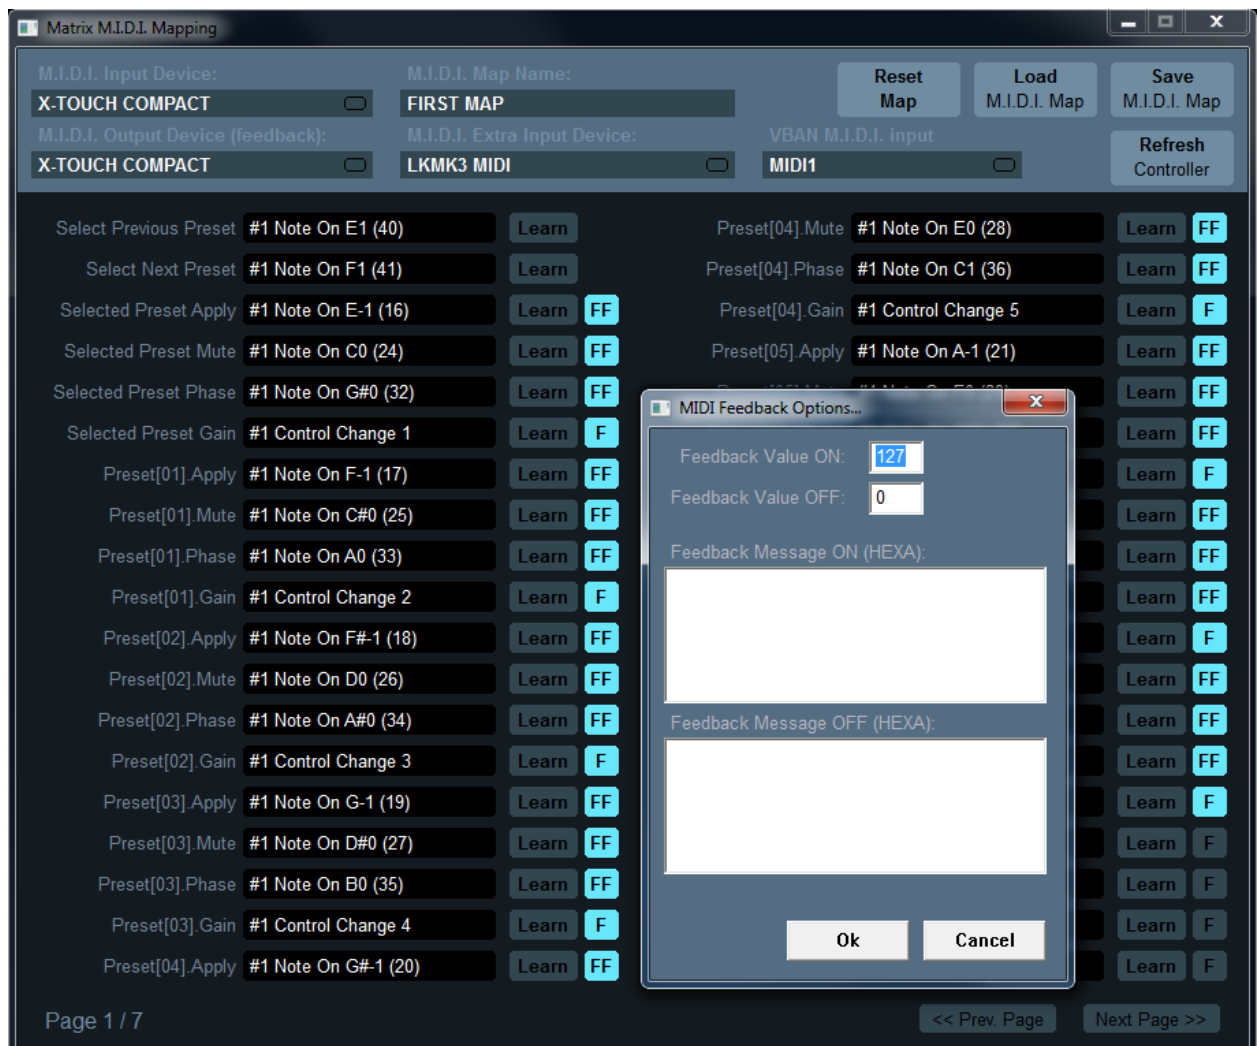 Matrix M.I.D.I. Mapping
M.I.D.I. Input Device:
M.I.D.I. Map Name:
X-TOUCH COMPACT
FIRST MAP
Reset Map
Load M.I.D.I. Map
Save M.I.D.I. Map
M.I.D.I. Output Device (feedback):
M.I.D.I. Extra Input Device:
VBAN M.I.D.I. input
X-TOUCH COMPACT
LKMK3 MIDI
MIDI1
Refresh Controller
Select Previous Preset #1 Note On E1 (40) Learn
Select Next Preset #1 Note On F1 (41) Learn
Selected Preset Apply #1 Note On E-1 (16) Learn FF
Selected Preset Mute #1 Note On C0 (24) Learn FF
Selected Preset Phase #1 Note On G#0 (32) Learn FF
Selected Preset Gain #1 Control Change 1 Learn F
Preset[01].Apply #1 Note On F-1 (17) Learn FF
Preset[01].Mute #1 Note On C#0 (25) Learn FF
Preset[01].Phase #1 Note On A0 (33) Learn FF
Preset[01].Gain #1 Control Change 2 Learn F
Preset[02].Apply #1 Note On F#-1 (18) Learn FF
Preset[02].Mute #1 Note On D0 (26) Learn FF
Preset[02].Phase #1 Note On A#0 (34) Learn FF
Preset[02].Gain #1 Control Change 3 Learn F
Preset[03].Apply #1 Note On G-1 (19) Learn FF
Preset[03].Mute #1 Note On D#0 (27) Learn FF
Preset[03].Phase #1 Note On B0 (35) Learn FF
Preset[03].Gain #1 Control Change 4 Learn F
Preset[04].Apply #1 Note On G#-1 (20) Learn FF
Preset[04].Mute #1 Note On E0 (28) Learn FF
Preset[04].Phase #1 Note On C1 (36) Learn FF
Preset[04].Gain #1 Control Change 5 Learn F
Preset[05].Apply #1 Note On A-1 (21) Learn FF
Learn FF
Learn FF
Learn F
Learn FF
Learn FF
Learn FF
Learn F
Learn FF
Learn FF
Learn FF
Learn F
Learn F
Learn F
Learn F
Learn F
MIDI Feedback Options...
Feedback Value ON: 127
Feedback Value OFF: 0
Feedback Message ON (HEXA):
Feedback Message OFF (HEXA):
Ok
Cancel
Page 1 / 7
<< Prev. Page
Next Page >>